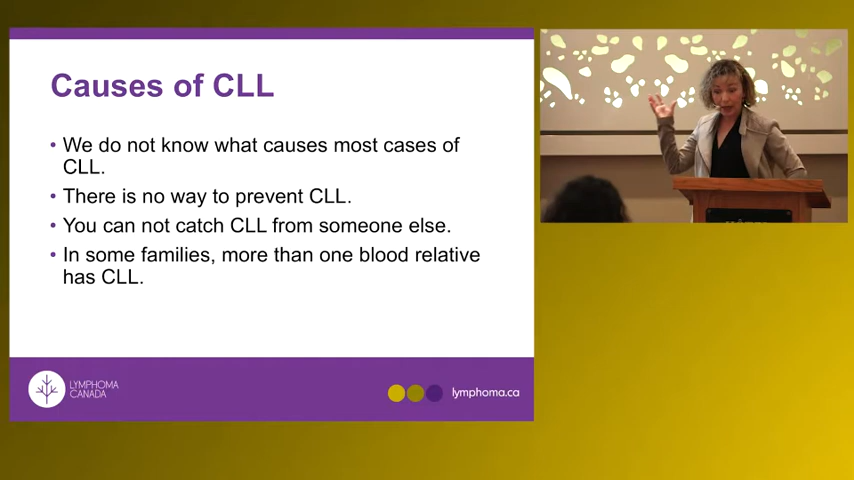 Causes of CLL
• We do not know what causes most cases of
CLL.
• There is no way to prevent CLL.
• You can not catch CLL from someone else.
• In some families, more than one blood relative
has CLL.
LYMPHOMA
CANADA
lymphoma.ca